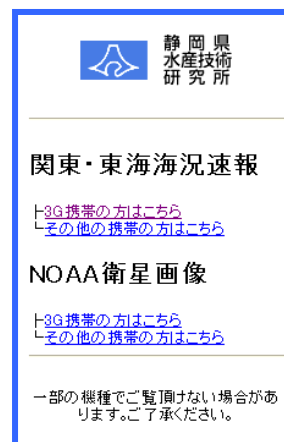 静岡県
水産技術
研究所
関東・東海海況速報
├3G携帯の方はこちら
└その他の携帯の方はこちら
NOAA衛星画像
├3G携帯の方はこちら
└その他の携帯の方はこちら
一部の機種でご覧頂けない場合があ
ります。ご了承ください。